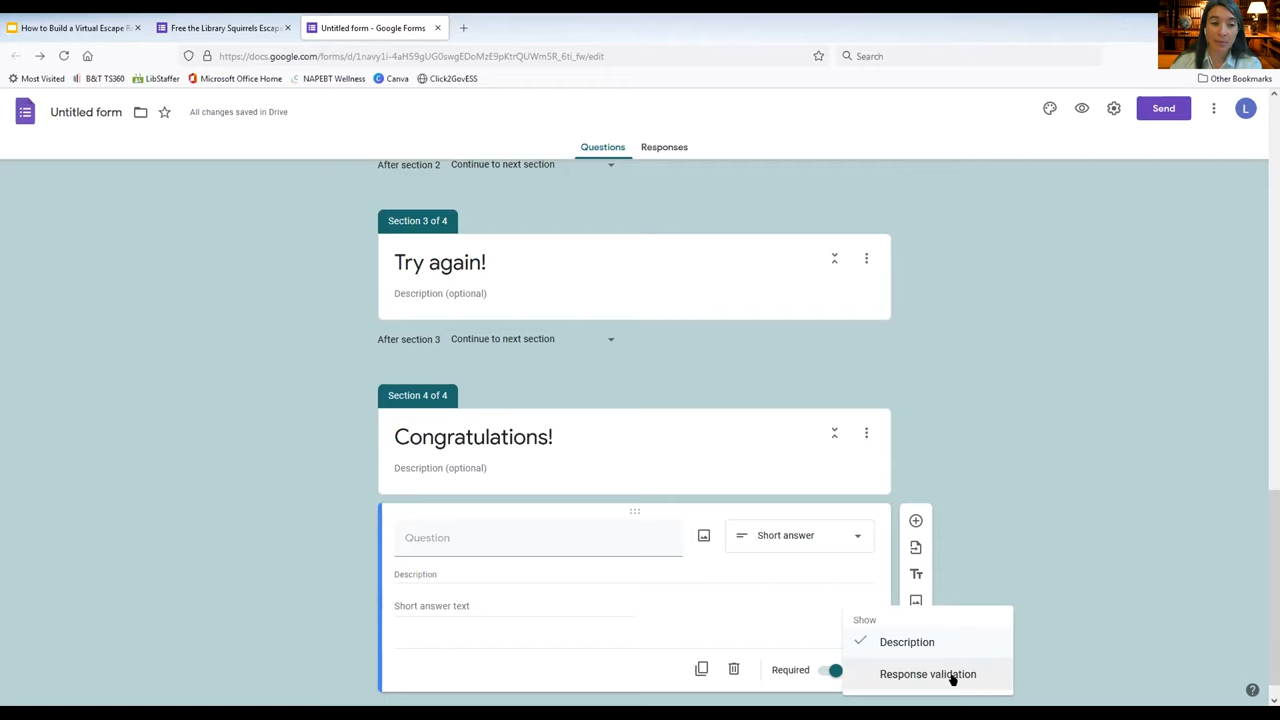 How to Build a Virtual Escape R
Free the Library Squirrels Escap
Untitled form - Google Forms
https://docs.google.com/forms/d/1navy1i-4aH59gUG0swgEDoMzE9pKtrQUWm5R_6ti_fw/edit
Search
Most Visited
B&T TS360
LibStaffer
Microsoft Office Home
NAPEBT Wellness
Canva
Click2GovESS
Other Bookmarks
Untitled form
All changes saved in Drive
Send
L
Questions
Responses
After section 2 Continue to next section
Section 3 of 4
Try again!
Description (optional)
After section 3 Continue to next section
Section 4 of 4
Congratulations!
Description (optional)
Question
Short answer
Description
Short answer text
Show
Description
Required
Response validation